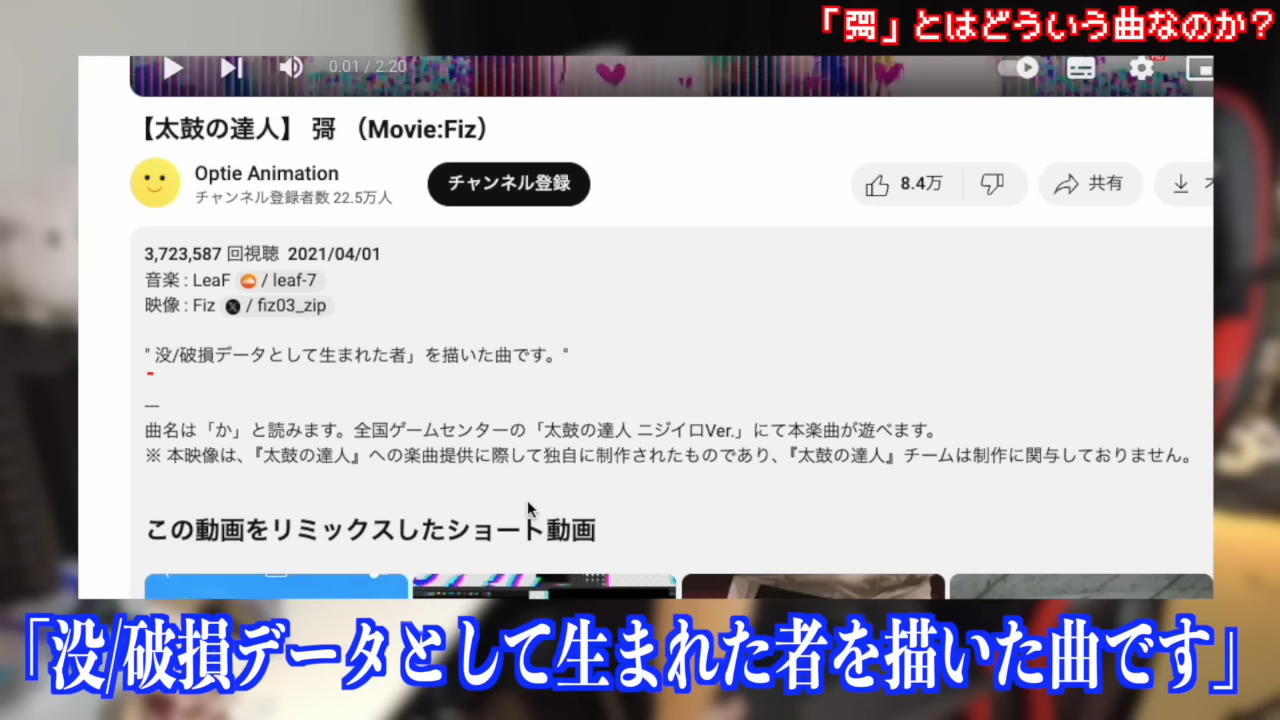 「彁」とはどういう曲なのか？
0:01 / 2:20
【太鼓の達人】 彁 （Movie:Fiz）
Optie Animation
チャンネル登録者数 22.5万人
チャンネル登録
8.4万
共有
3,723,587 回視聴 2021/04/01
音楽 : LeaF / leaf-7
映像 : Fiz / fiz03_zip
" 没/破損データとして生まれた者」を描いた曲です。"
---
曲名は「か」と読みます。全国ゲームセンターの「太鼓の達人 ニジイロVer.」にて本楽曲が遊べます。
※ 本映像は、『太鼓の達人』への楽曲提供に際して独自に制作されたものであり、『太鼓の達人』チームは制作に関与しておりません。
この動画をリミックスしたショート動画
「没/破損データとして生まれた者を描いた曲です」